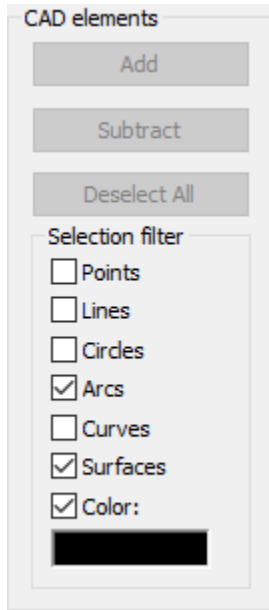 CAD elements
Add
Subtract
Deselect All
Selection filter
Points
Lines
Circles
Arcs
Curves
Surfaces
Color: